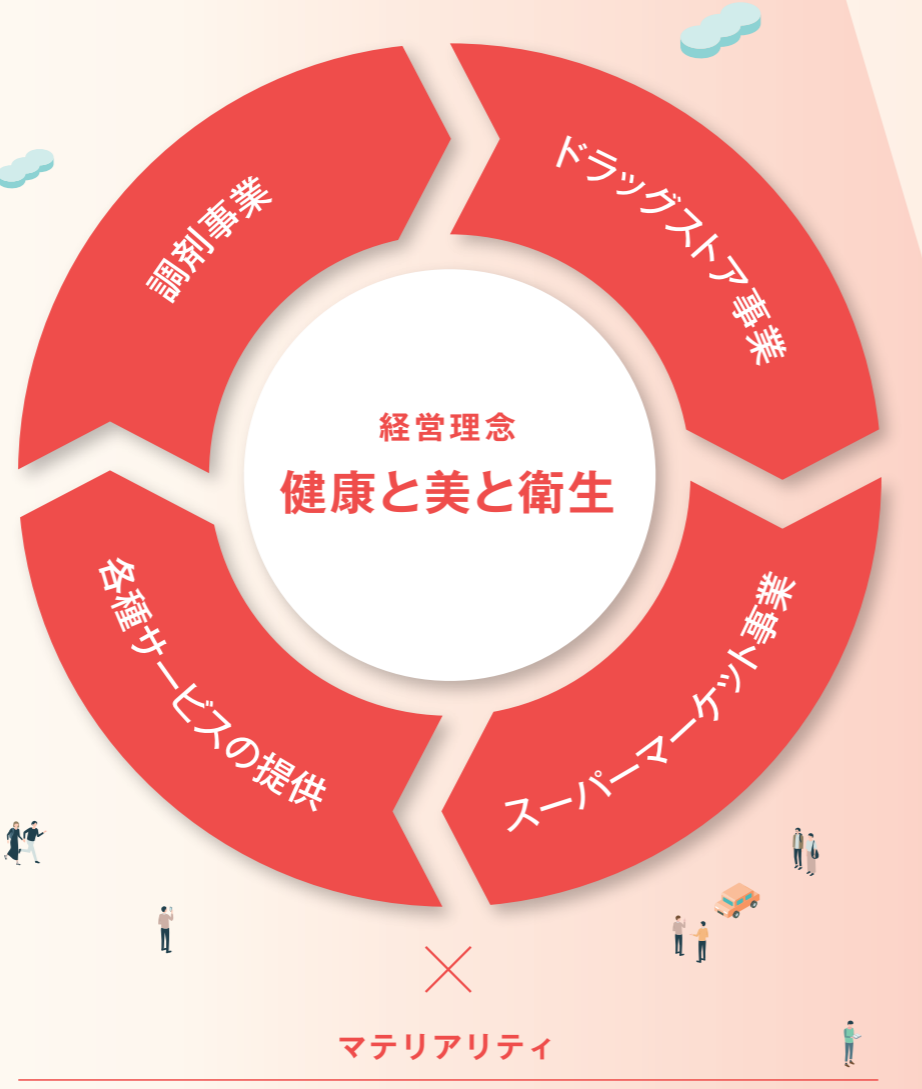 調剤事業
ドラッグストア事業
経営理念
健康と美と衛生
各種サービスの提供
スーパーマーケット事業
マテリアリティ